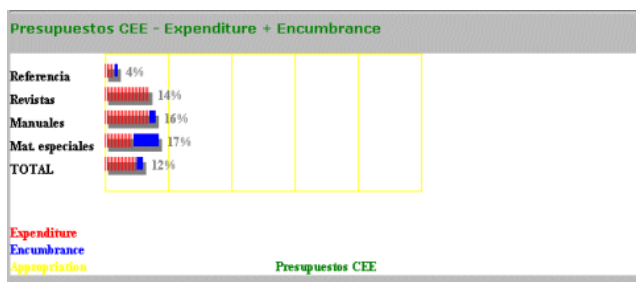 Presupuestos CEE - Expenditure + Encumbrance
Referencia 4%
Revistas 14%
Manuales 16%
Mat. especiales 17%
TOTAL 12%
Expenditure
Encumbrance
Appropriation Presupuestos CEE